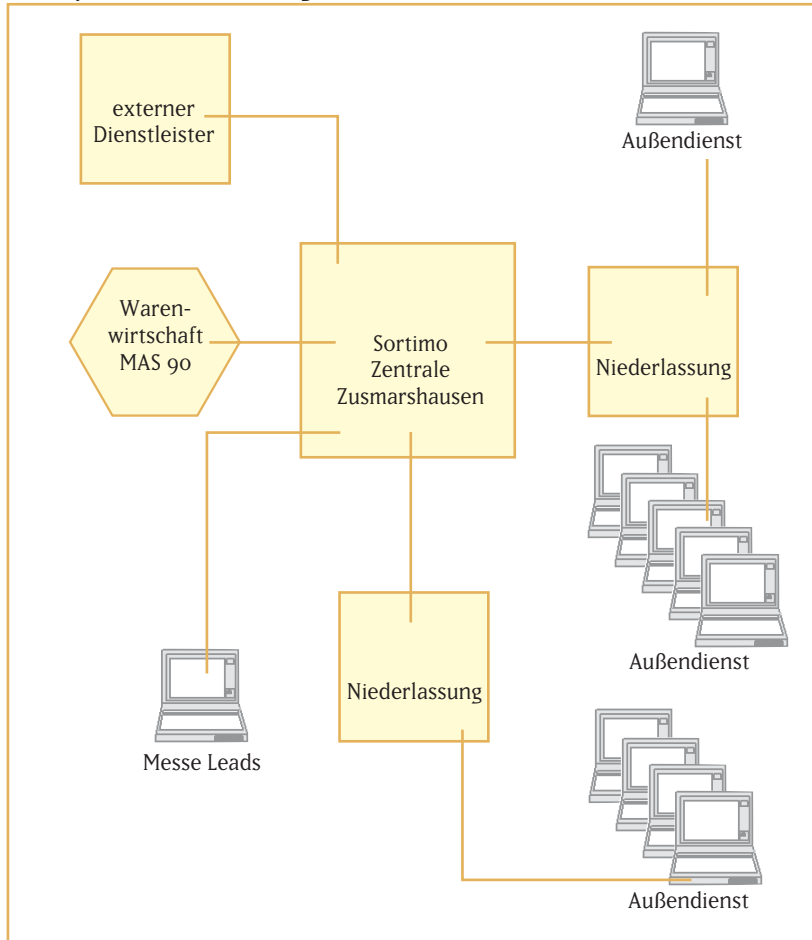 externer
Dienstleister
Außendienst
Waren-
wirtschaft
MAS 90
Sortimo
Zentrale
Zusmarshausen
Niederlassung
Außendienst
Niederlassung
Messe Leads
Außendienst